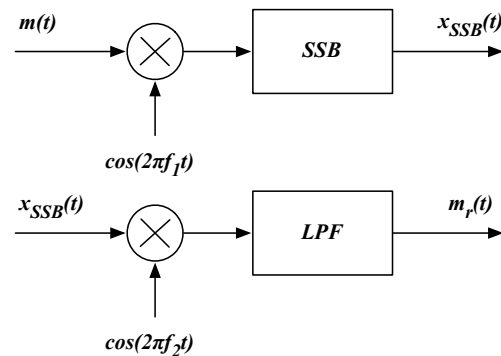 m(t)
SSB
x_SSB(t)
cos(2πf_1t)
x_SSB(t)
LPF
m_r(t)
cos(2πf_2t)